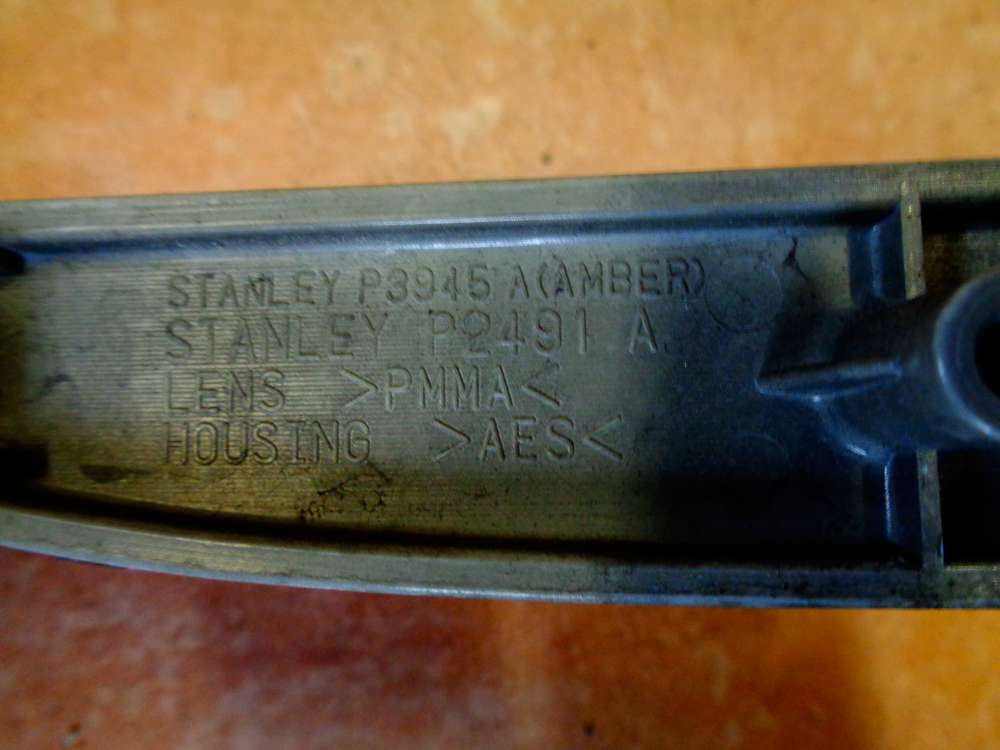 STANLEY P3945 A(AMBER)
STANLEY P2491 A
LENS >PMMA<
HOUSING >AES<